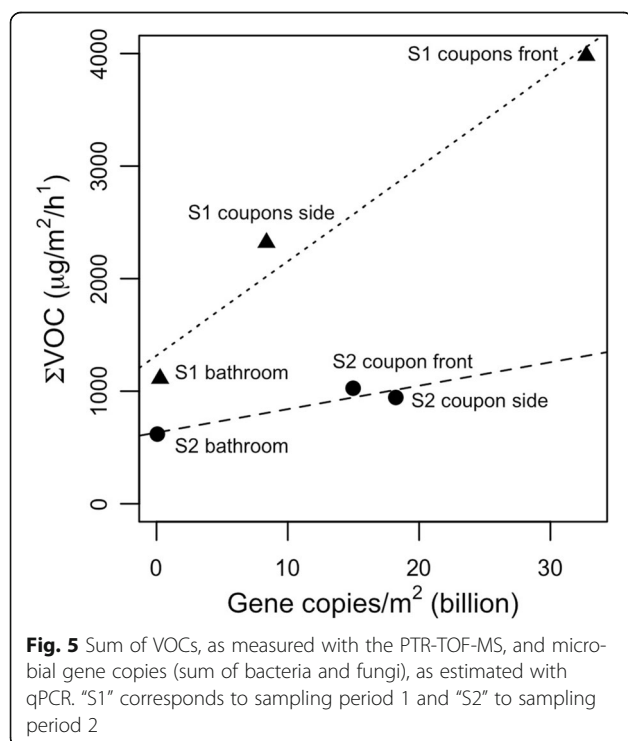 4000
S1 coupons front
3000
S1 coupons side
ΣVOC (μg/m²/h¹)
2000
S2 coupon front
S1 bathroom
1000
S2 coupon side
S2 bathroom
0
0 10 20 30
Gene copies/m² (billion)
Fig. 5 Sum of VOCs, as measured with the PTR-TOF-MS, and micro-
bial gene copies (sum of bacteria and fungi), as estimated with
qPCR. “S1” corresponds to sampling period 1 and “S2” to sampling
period 2